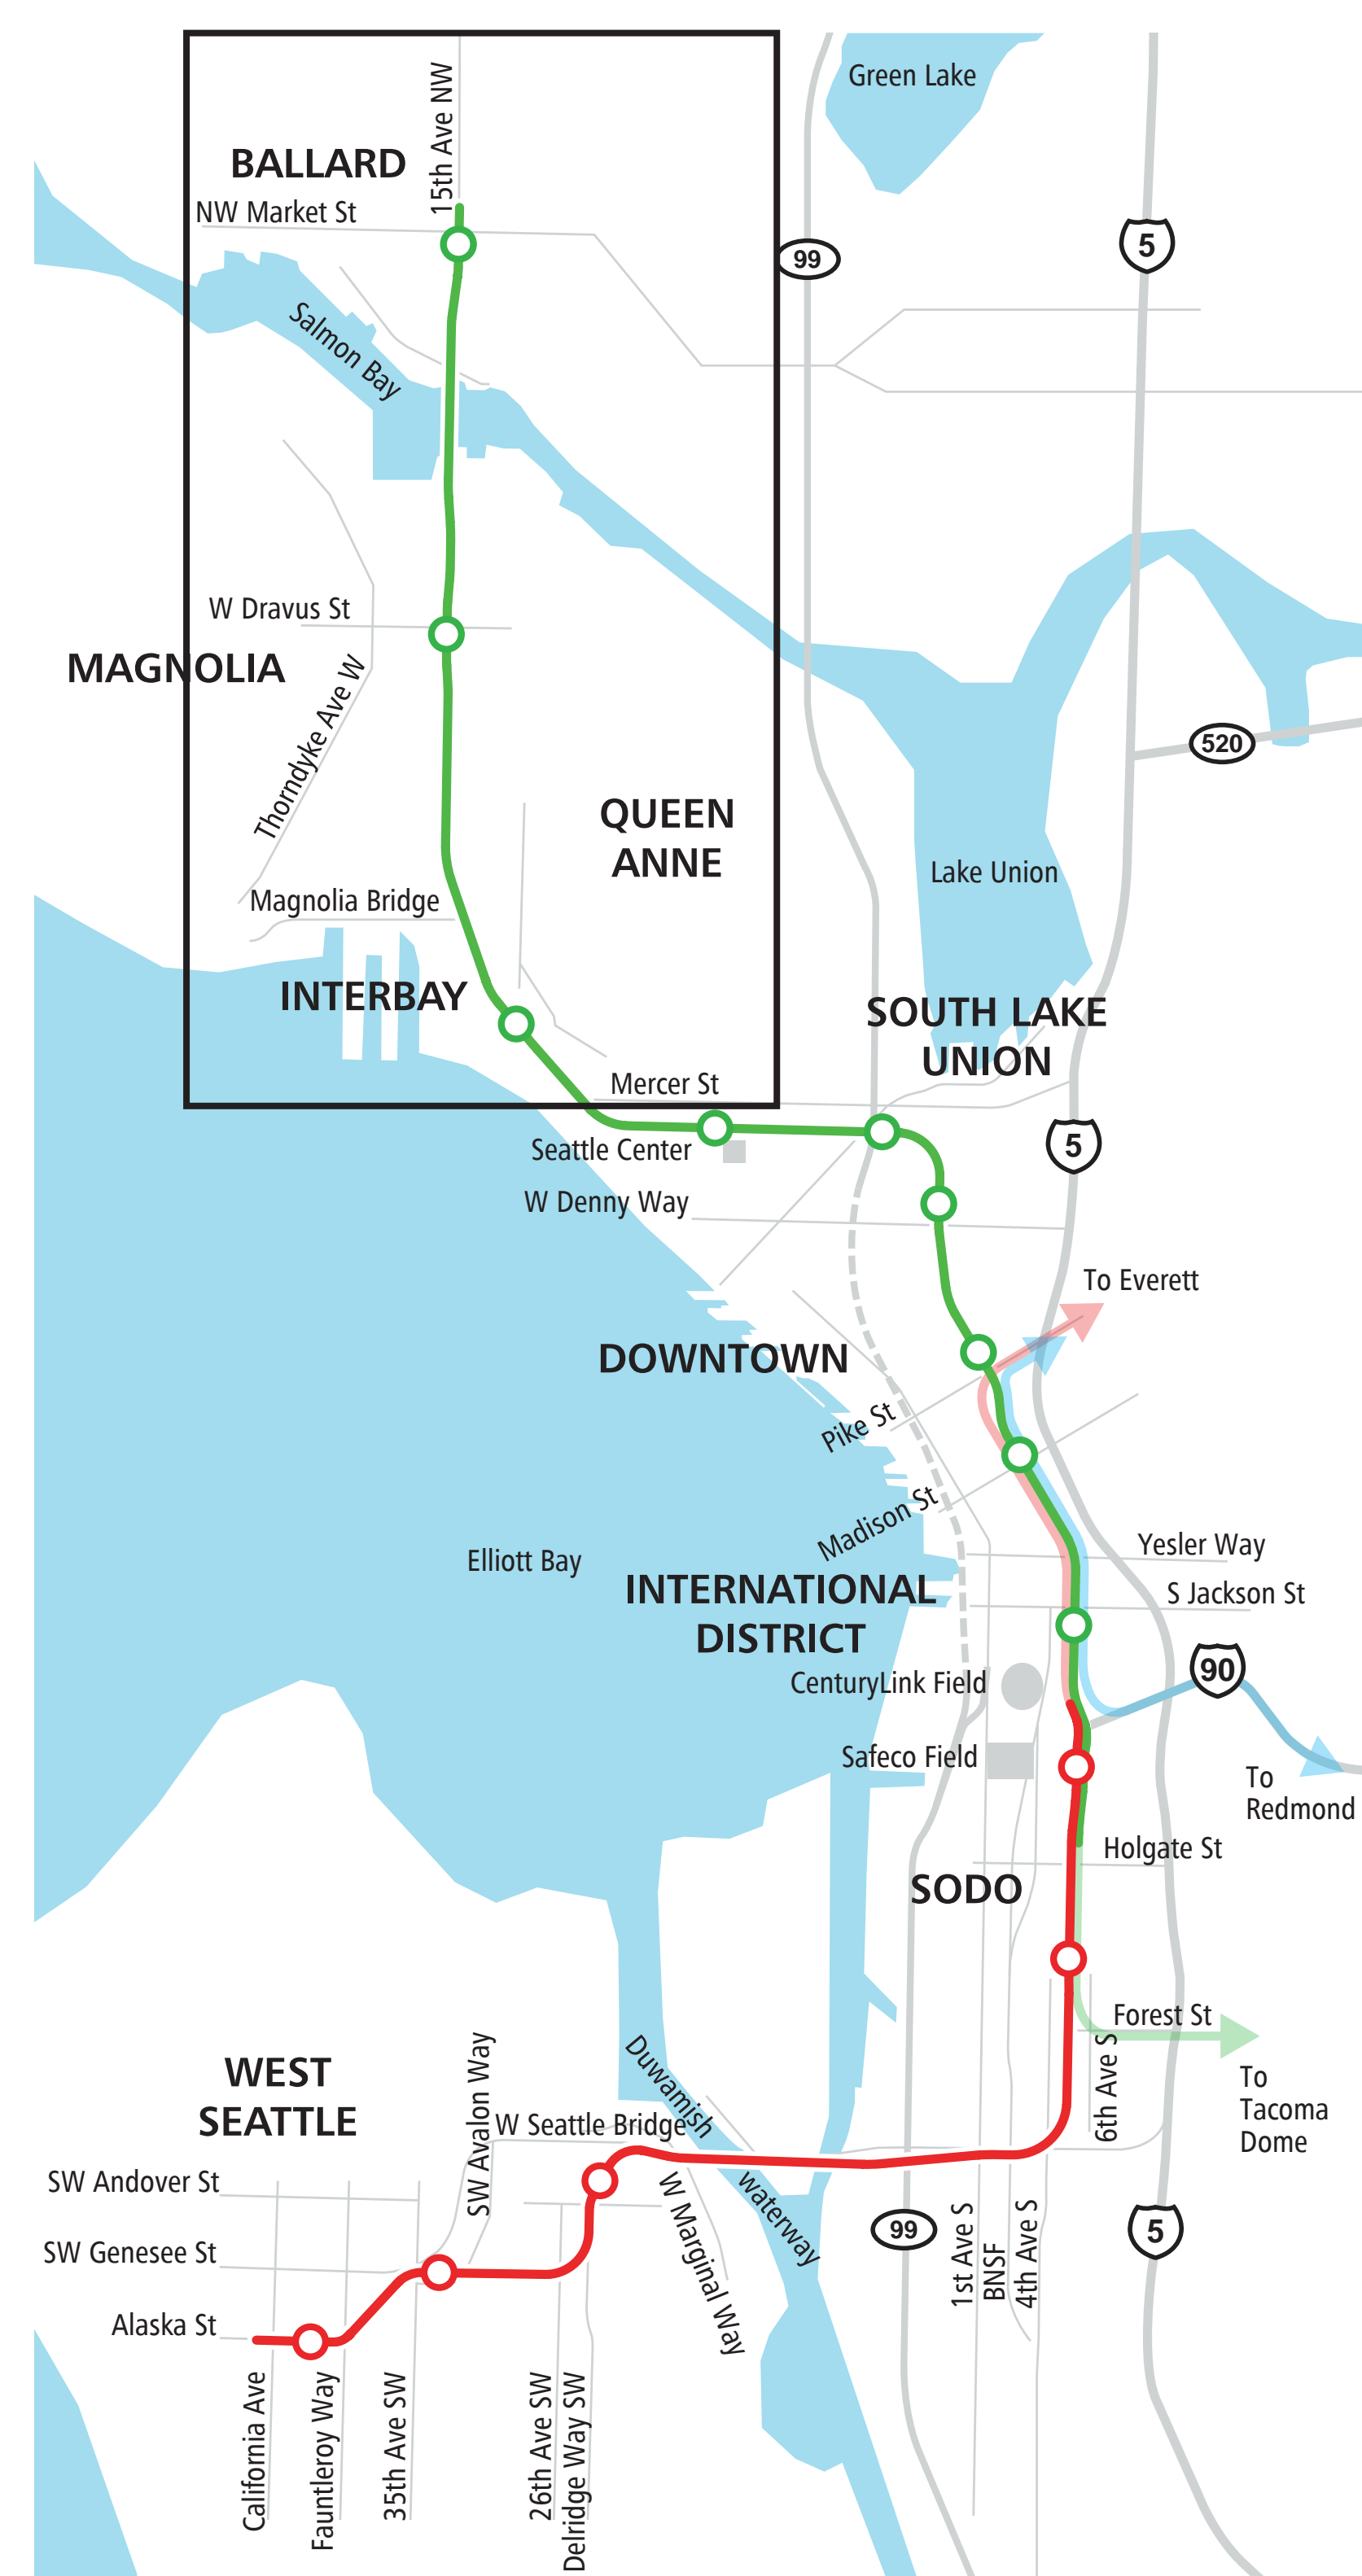 Green Lake
15th Ave NW
BALLARD
NW Market St
5
99
Salmon Bay
W Dravus St
MAGNOLIA
Thorndyke Ave W
520
QUEEN
ANNE
Lake Union
Magnolia Bridge
INTERBAY
SOUTH LAKE
UNION
Mercer St
Seattle Center
5
W Denny Way
To Everett
DOWNTOWN
Pike St
Madison St
Yesler Way
Elliott Bay
INTERNATIONAL
DISTRICT
S Jackson St
CenturyLink Field
90
Safeco Field
To
Redmond
Holgate St
SODO
Forest St
WEST
SEATTLE
SW Avalon Way
Duwamish
waterway
W Seattle Bridge
6th Ave S
To
Tacoma
Dome
SW Andover St
W Marginal Way
99
5
SW Genesee St
1st Ave S
BNSF
4th Ave S
Alaska St
California Ave
Fauntleroy Way
35th Ave SW
26th Ave SW
Delridge Way SW